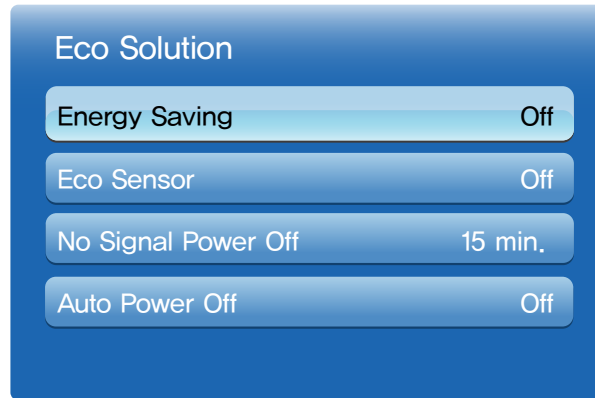 Eco Solution
Energy Saving Off
Eco Sensor Off
No Signal Power Off 15 min.
Auto Power Off Off